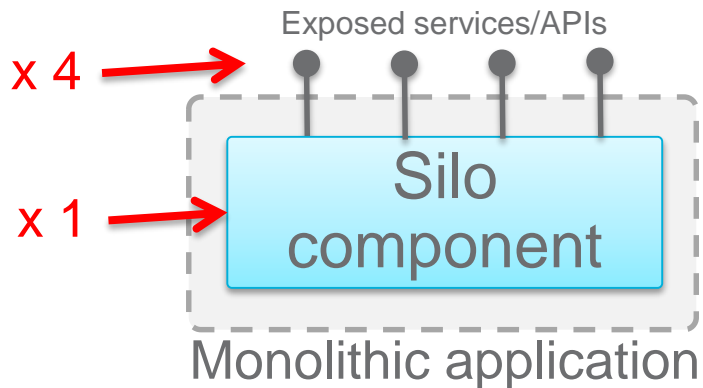 Exposed services/APIs
x 4
Silo
x 1
component
Monolithic application